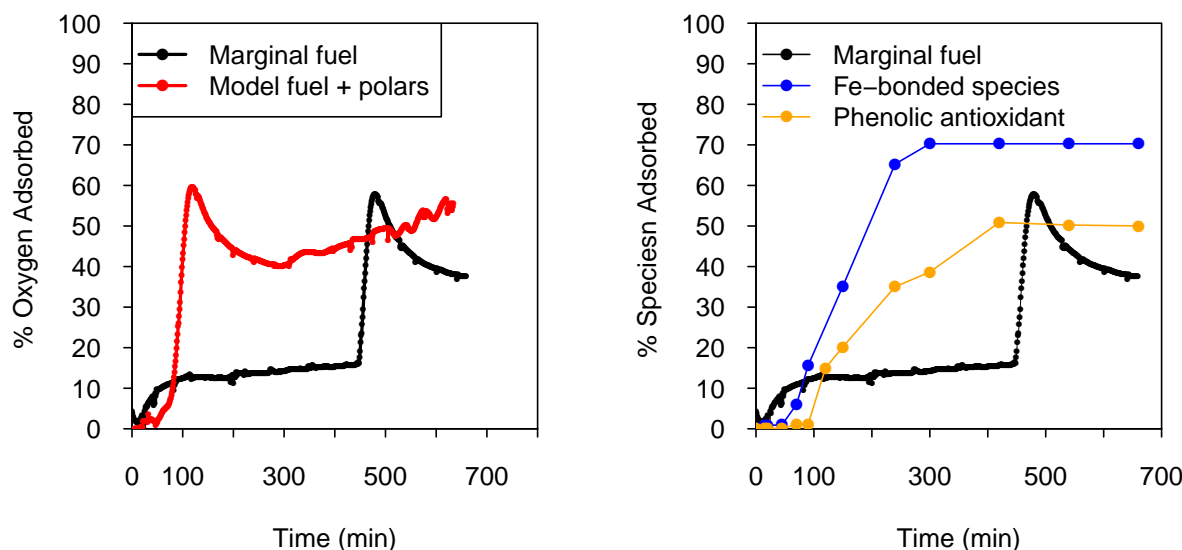 100
90
80
70
60
50
40
30
20
10
0
% Oxygen Adsorbed
Marginal fuel
Model fuel + polars
0 100 300 500 700
Time (min)
100
90
80
70
60
50
40
30
20
10
0
% Speciesn Adsorbed
Marginal fuel
Fe−bonded species
Phenolic antioxidant
0 100 300 500 700
Time (min)